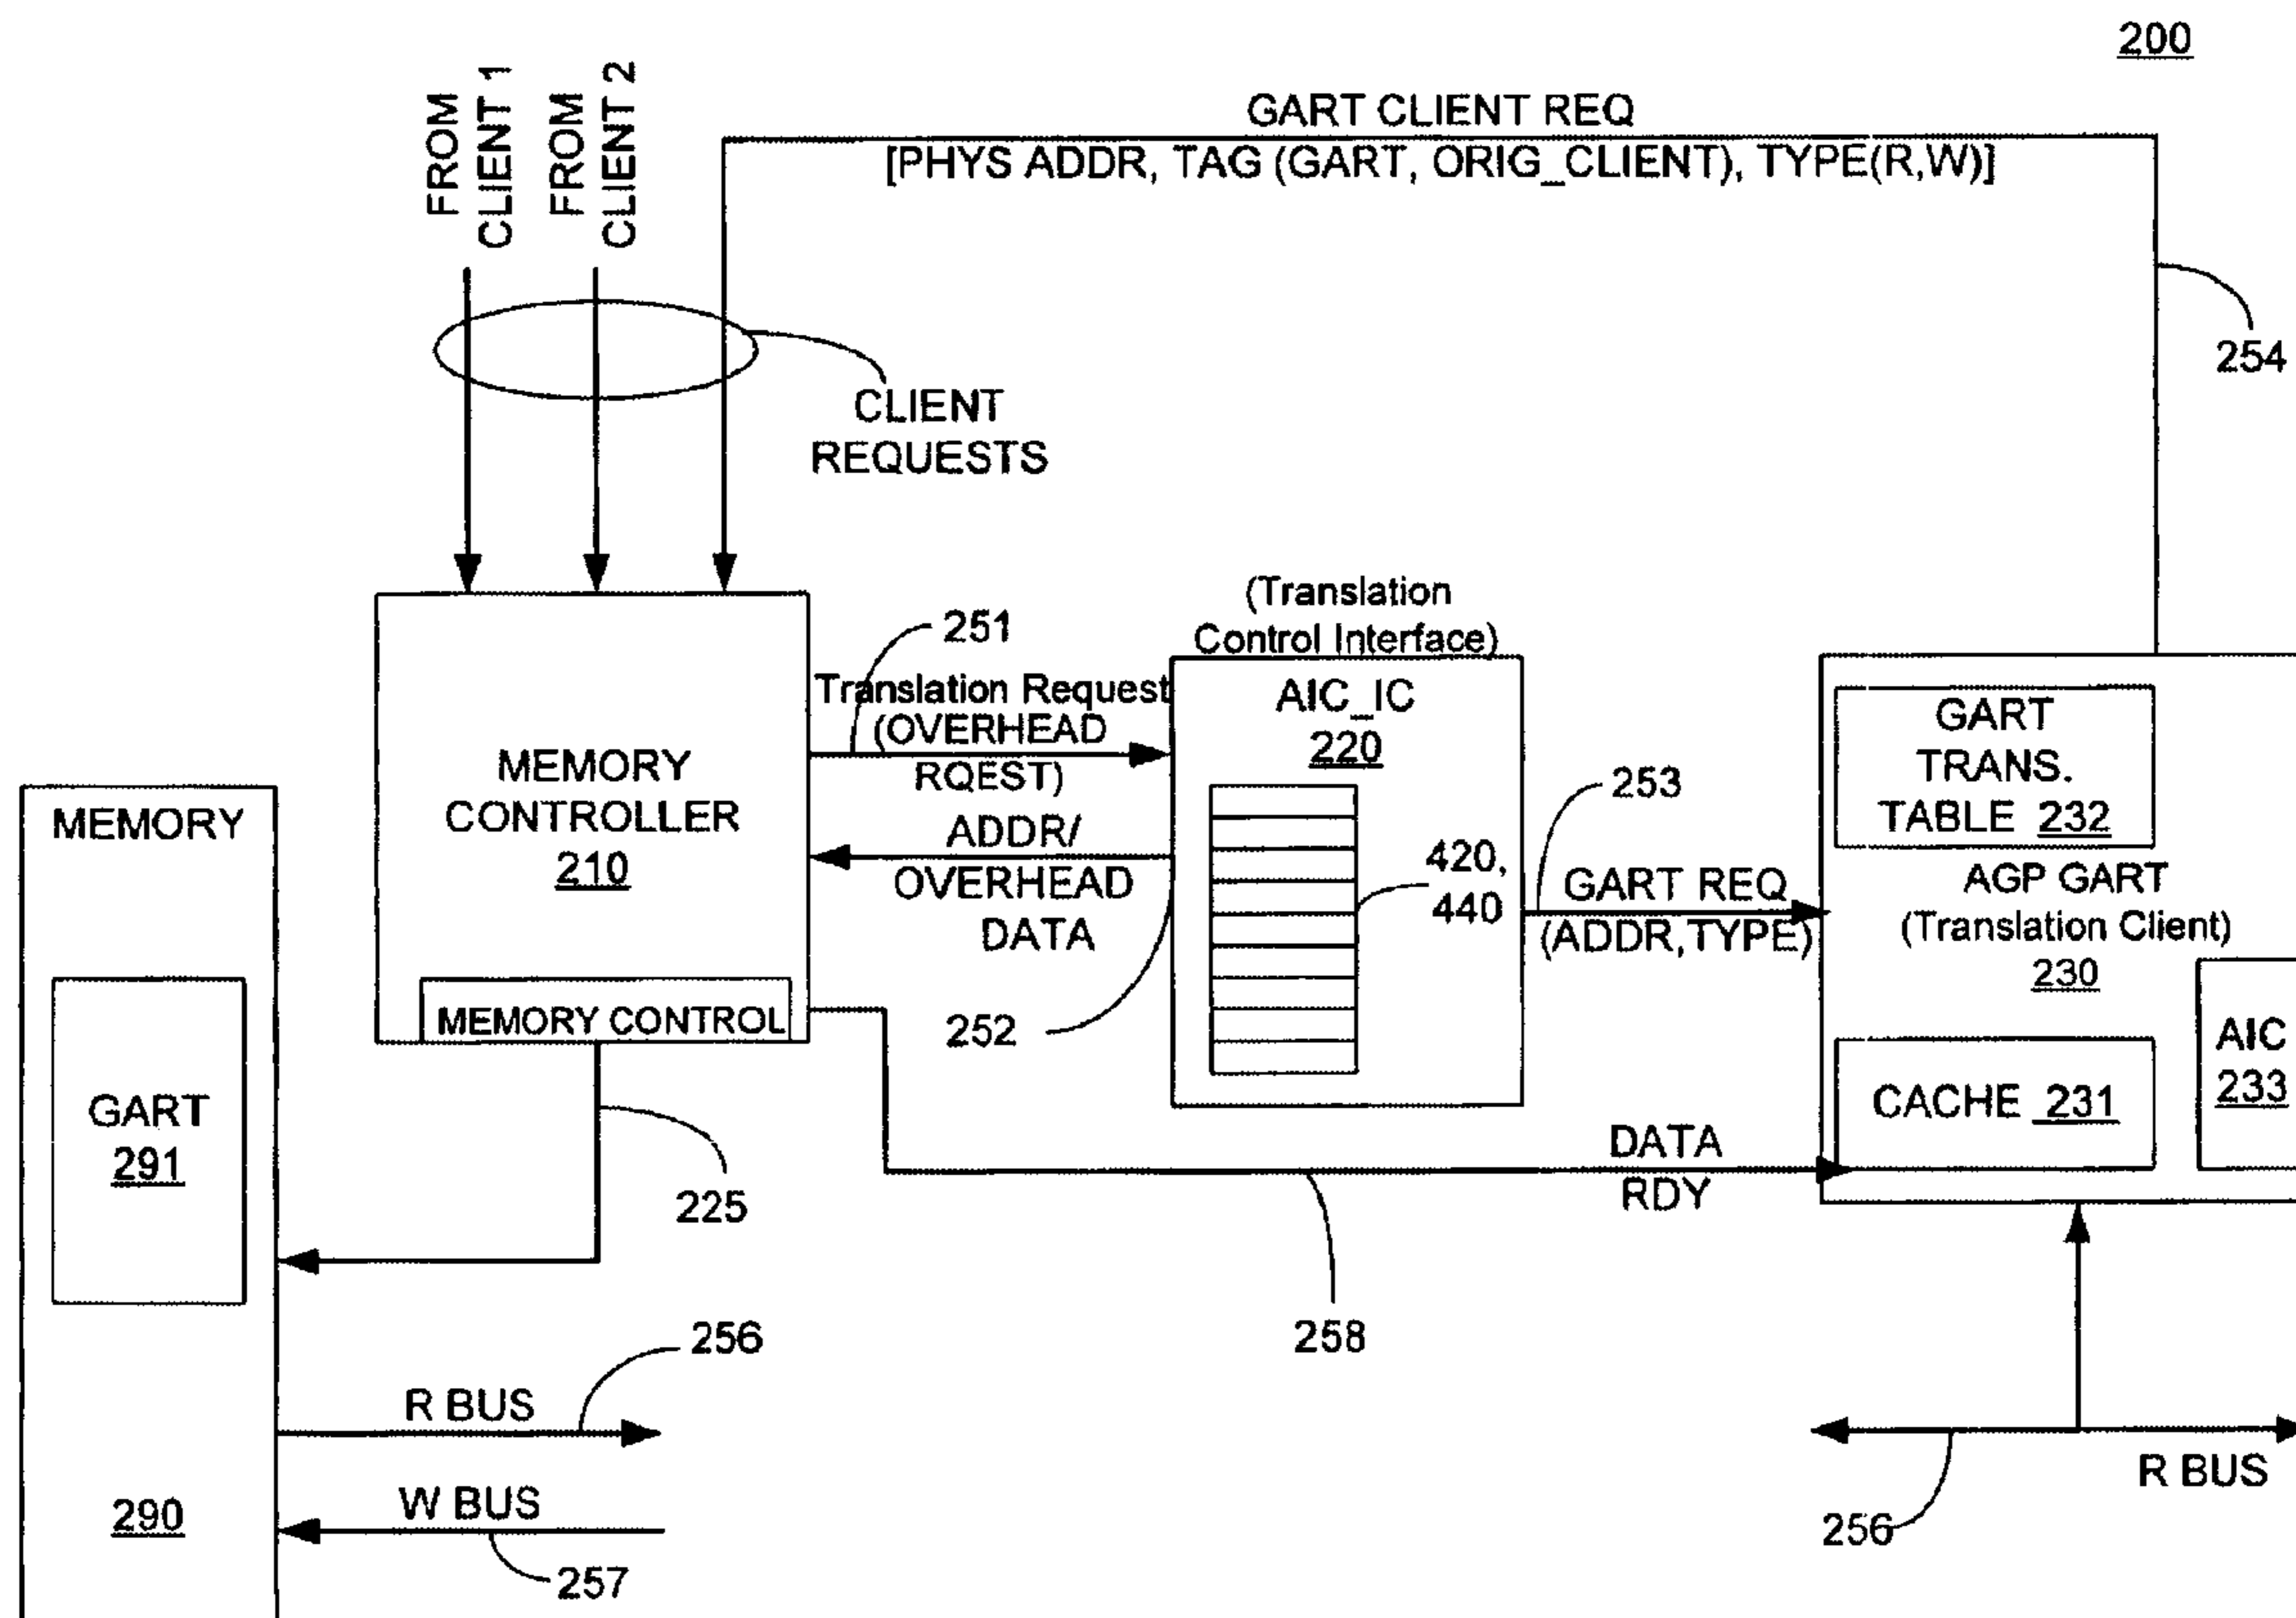 200
FROM
CLIENT 1
FROM
CLIENT 2
GART CLIENT REQ
[PHYS ADDR, TAG (GART, ORIG_CLIENT), TYPE(R,W)]
254
CLIENT
REQUESTS
(Translation
Control Interface)
251
Translation Request
(OVERHEAD
RQEST)
AIC_IC
220
MEMORY
CONTROLLER
210
ADDR/
OVERHEAD
DATA
252
420,
440
253
GART REQ
(ADDR,TYPE)
GART
TRANS.
TABLE 232
AGP GART
(Translation Client)
230
AIC
233
CACHE 231
MEMORY
GART
291
290
MEMORY CONTROL
225
DATA
RDY
258
256
R BUS
W BUS
257
256
R BUS